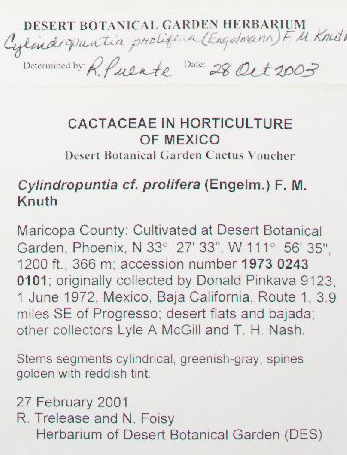 DESERT BOTANICAL GARDEN HERBARIUM
Cylindropuntia prolifera (Engelmann) F M Knuth
Determined by: R. Puente Date: 28 Oct 2003
CACTACEAE IN HORTICULTURE
OF MEXICO
Desert Botanical Garden Cactus Voucher
Cylindropuntia cf. prolifera (Engelm.) F. M.
Knuth
Maricopa County: Cultivated at Desert Botanical
Garden, Phoenix, N 33° 27' 33", W 111° 56' 35",
1200 ft., 366 m; accession number 1973 0243
0101; originally collected by Donald Pinkava 9123,
1 June 1972, Mexico, Baja California, Route 1, 3.9
miles SE of Progresso; desert flats and bajada;
other collectors Lyle A McGill and T. H. Nash.
Stems segments cylindrical, greenish-gray, spines
golden with reddish tint.
27 February 2001
R. Trelease and N. Foisy
Herbarium of Desert Botanical Garden (DES)